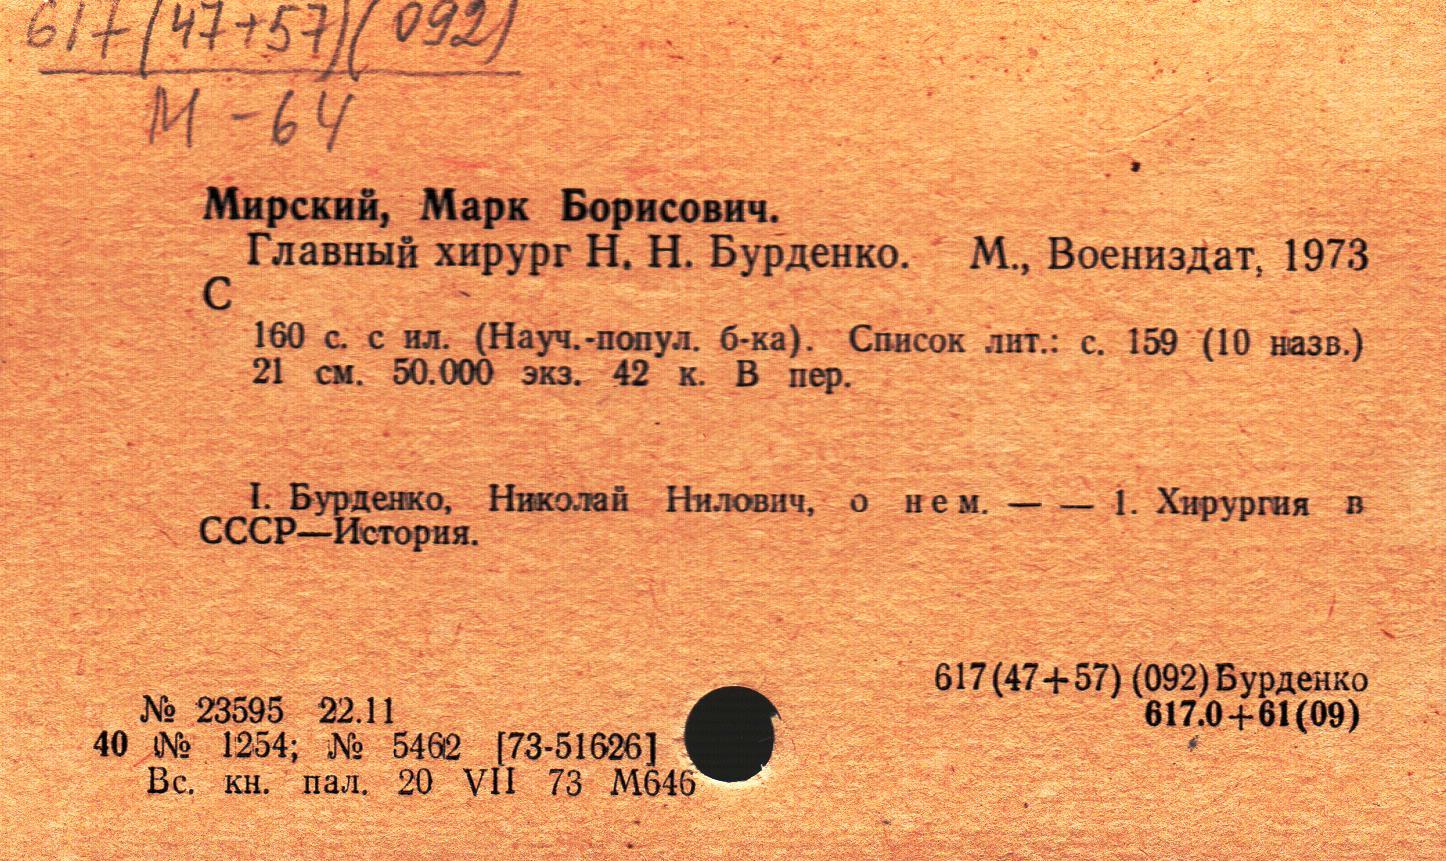 617(47+57)(092)
М-64
Мирский, Марк Борисович.
Главный хирург Н. Н. Бурденко. М., Воениздат, 1973
С
160 с. с ил. (Науч.-попул. б-ка). Список лит.: с. 159 (10 назв.)
21 см. 50.000 экз. 42 к. В пер.
I. Бурденко, Николай Нилович, о нем. — — 1. Хирургия в
СССР—История.
617(47+57) (092)Бурденко
617.0+61(09)
№ 23595 22.11
40 № 1254; № 5462 [73-51626]
Вс. кн. пал. 20 VII 73 М646